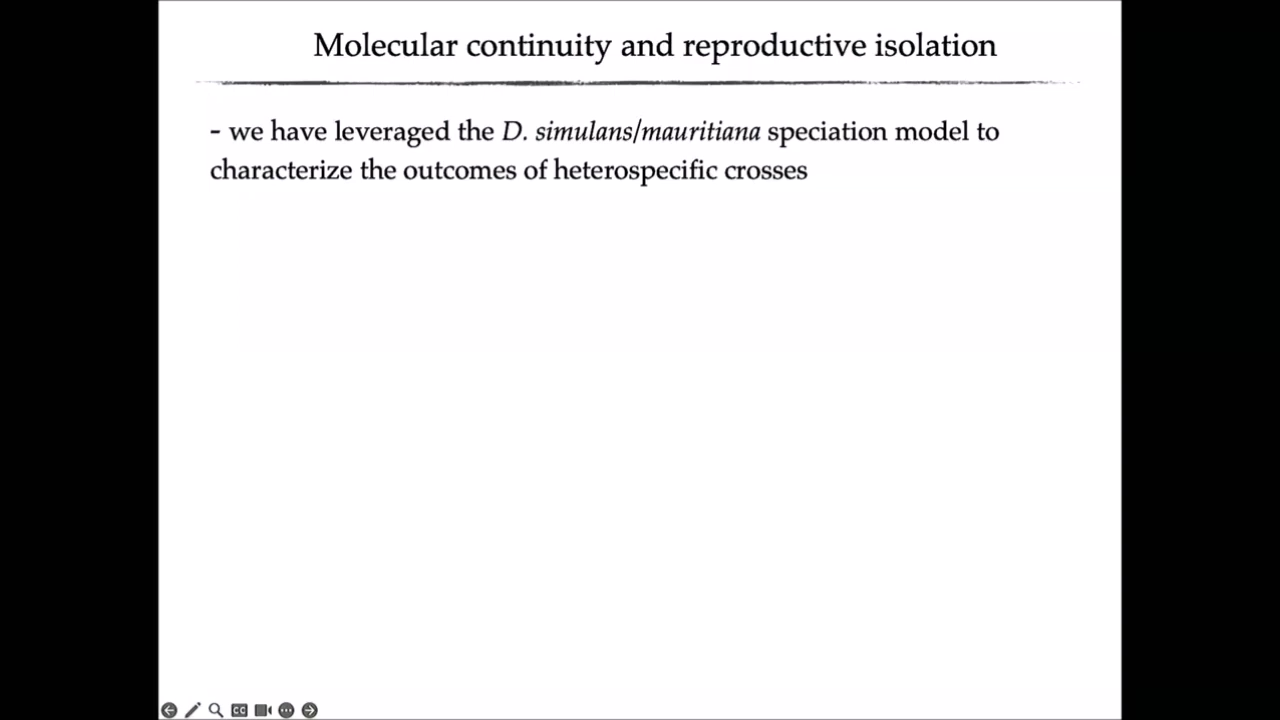 Molecular continuity and reproductive isolation
- we have leveraged the D. simulans/mauritiana speciation model to
characterize the outcomes of heterospecific crosses
CC